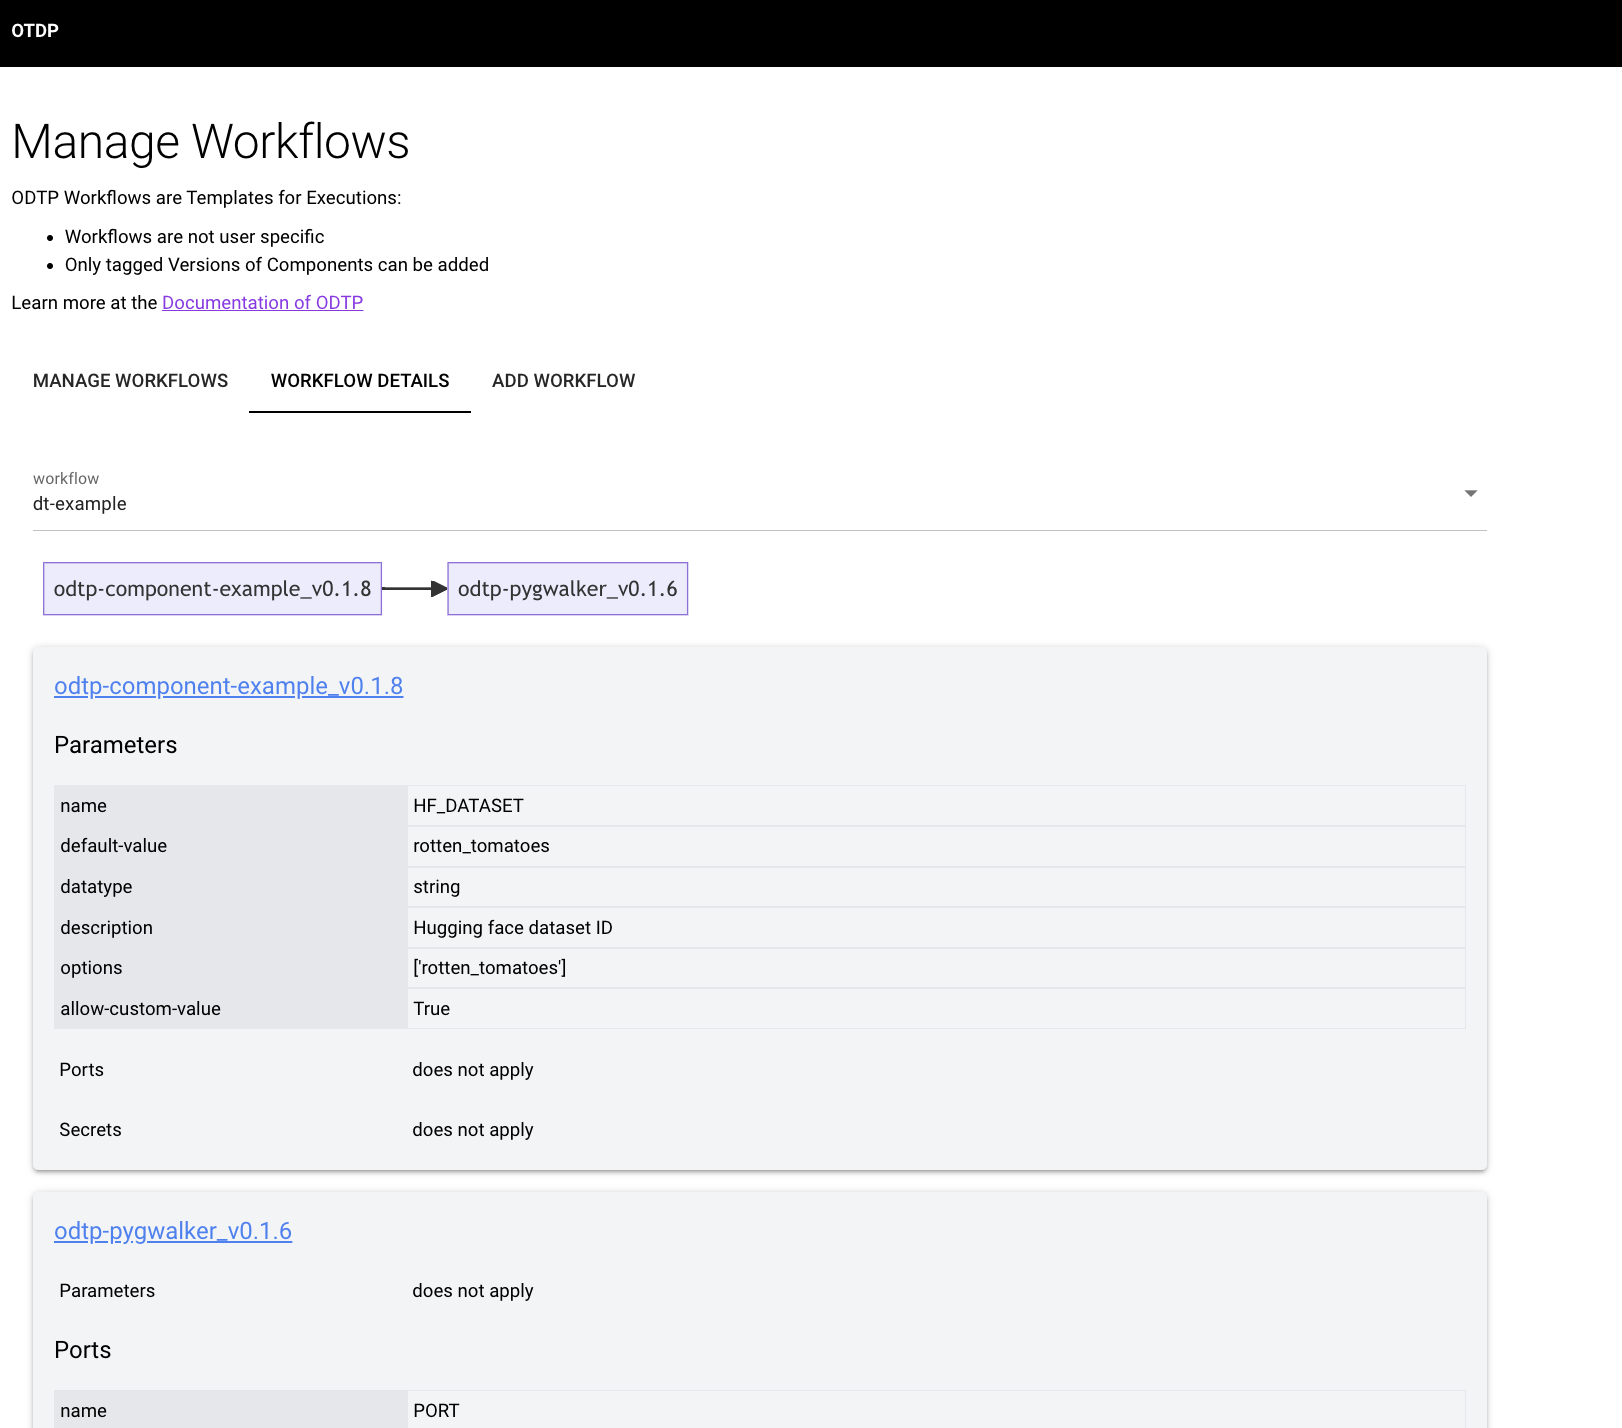 OTDP
Manage Workflows
ODTP Workflows are Templates for Executions:
Workflows are not user specific
Only tagged Versions of Components can be added
Learn more at the Documentation of ODTP
MANAGE WORKFLOWS WORKFLOW DETAILS ADD WORKFLOW
workflow
dt-example
odtp-component-example_v0.1.8 odtp-pygwalker_v0.1.6
odtp-component-example_v0.1.8
Parameters
name HF_DATASET
default-value rotten_tomatoes
datatype string
description Hugging face dataset ID
options ['rotten_tomatoes']
allow-custom-value True
Ports does not apply
Secrets does not apply
odtp-pygwalker_v0.1.6
Parameters does not apply
Ports
name PORT